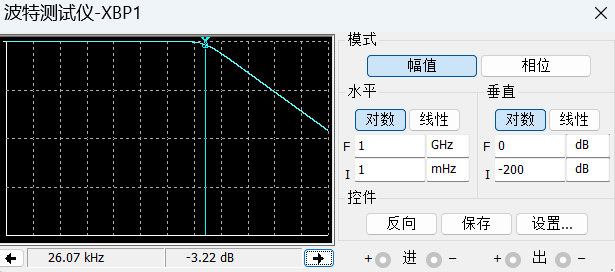 波特测试仪-XBP1
模式
幅值 相位
水平 垂直
对数 线性 对数 线性
F 1 GHz F 0 dB
I 1 mHz I -200 dB
控件
反向 保存 设置...
26.07 kHz -3.22 dB
+ 进 − + 出 −